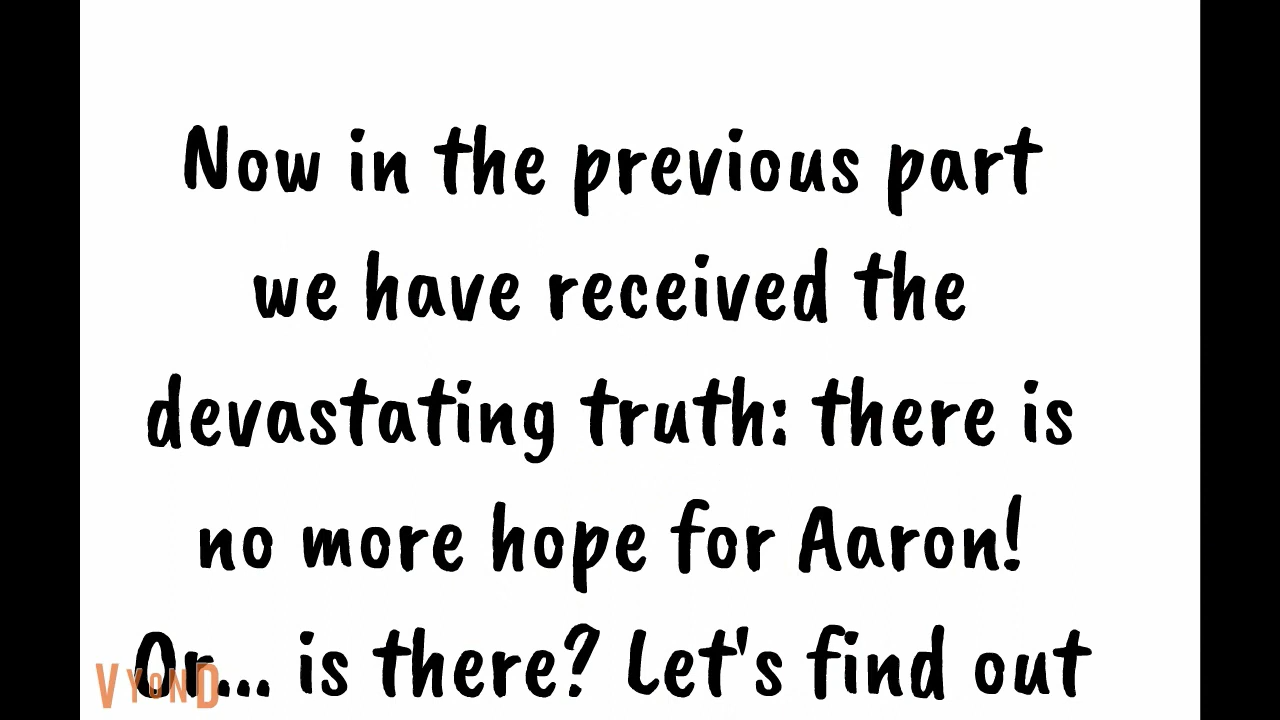 Now in the previous part
we have received the
devastating truth: there is
no more hope for Aaron!
Or... is there? Let's find out
VYOND